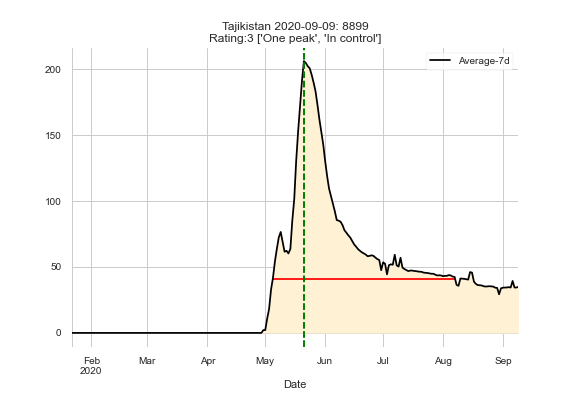 Tajikistan 2020-09-09: 8899
Rating:3 ['One peak', 'In control']
Average-7d
200
150
100
50
0
Feb Mar Apr May Jun Jul Aug Sep
2020
Date